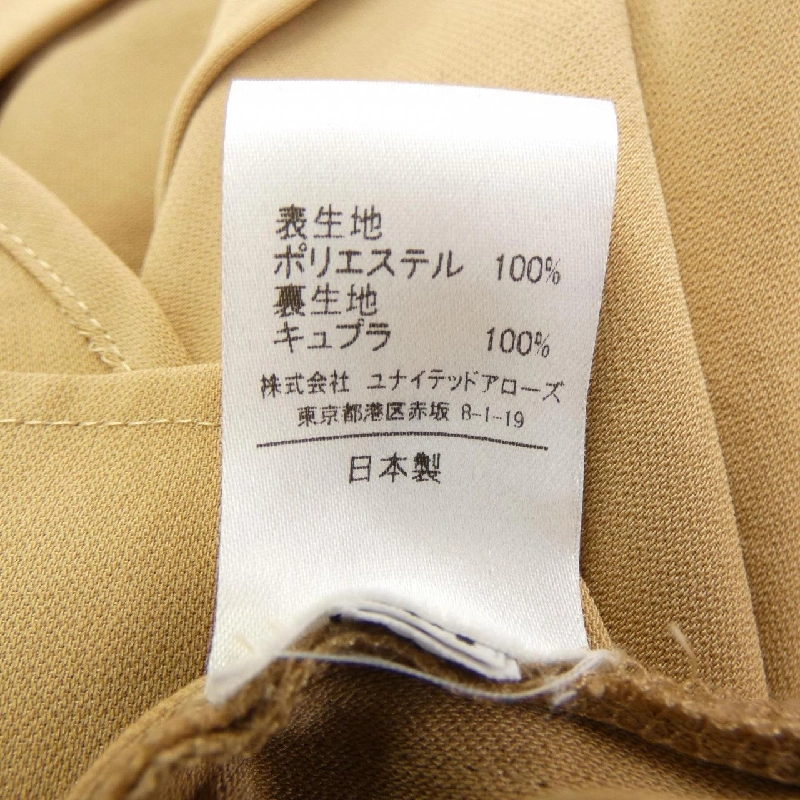 表生地
ポリエステル 100%
裏生地
キュプラ 100%
株式会社 ユナイテッドアローズ
東京都港区赤坂 8-1-19
日本製